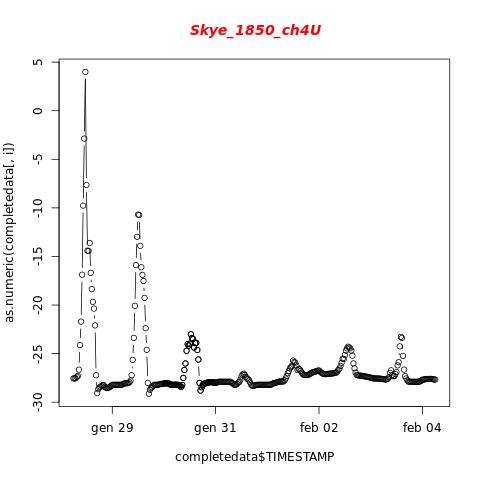 Skye_1850_ch4U
as.numeric(completedata[, i])
5
0
-5
-10
-15
-20
-25
-30
gen 29
gen 31
feb 02
feb 04
completedata$TIMESTAMP